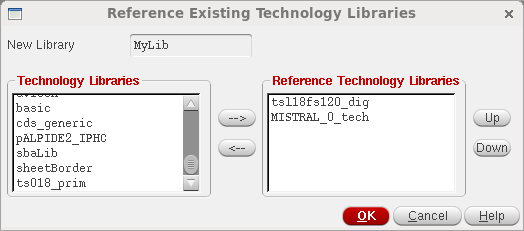 Reference Existing Technology Libraries
New Library
MyLib
Technology Libraries
basic
cds_generic
pALPIDE2_IPHC
sbaLib
sheetBorder
ts018_prim
-->
<--
Reference Technology Libraries
tsl18fs120_dig
MISTRAL_0_tech
Up
Down
OK
Cancel
Help